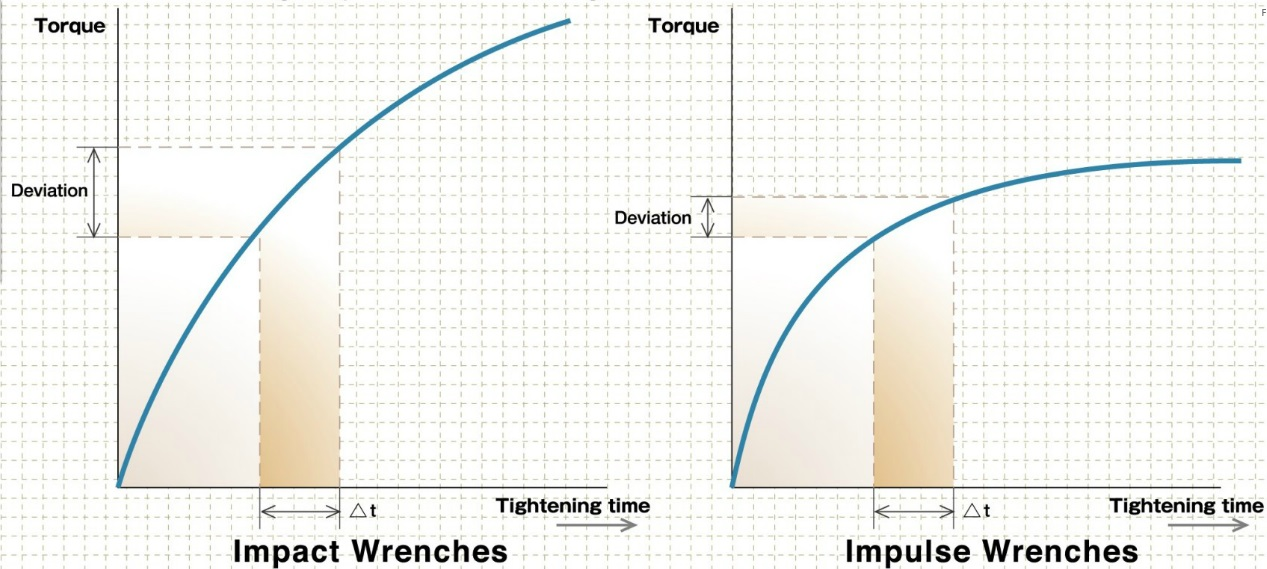 Torque
Deviation
Tightening time
△t
Impact Wrenches
Torque
Deviation
Tightening time
△t
Impulse Wrenches